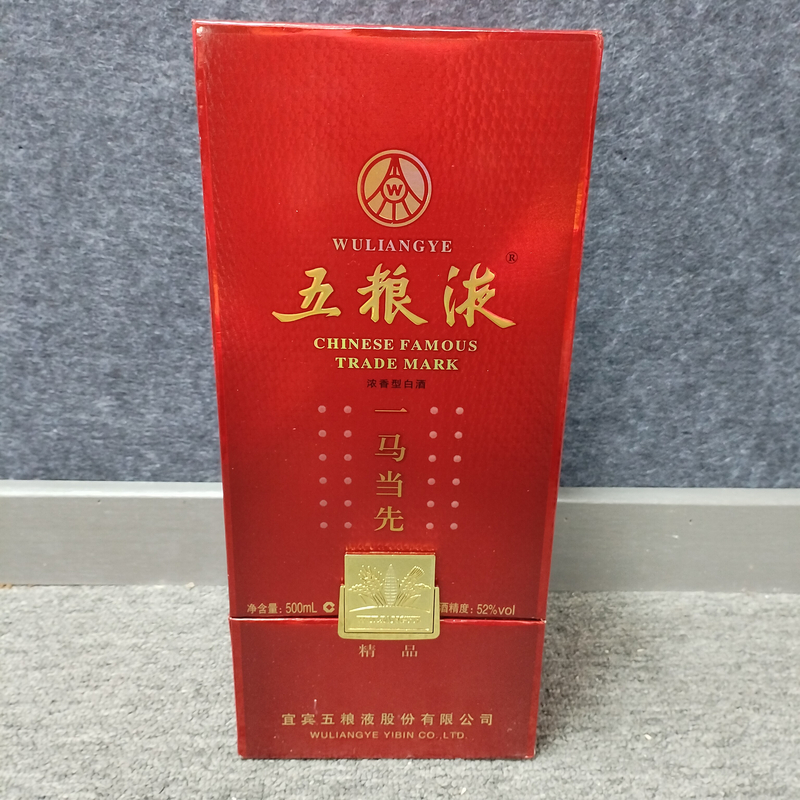 W
WULIANGYE
®
五粮液
CHINESE FAMOUS
TRADE MARK
浓香型白酒
一马当先
净含量: 500mL
酒精度: 52%vol
精 品
宜宾五粮液股份有限公司
WULIANGYE YIBIN CO.,LTD.